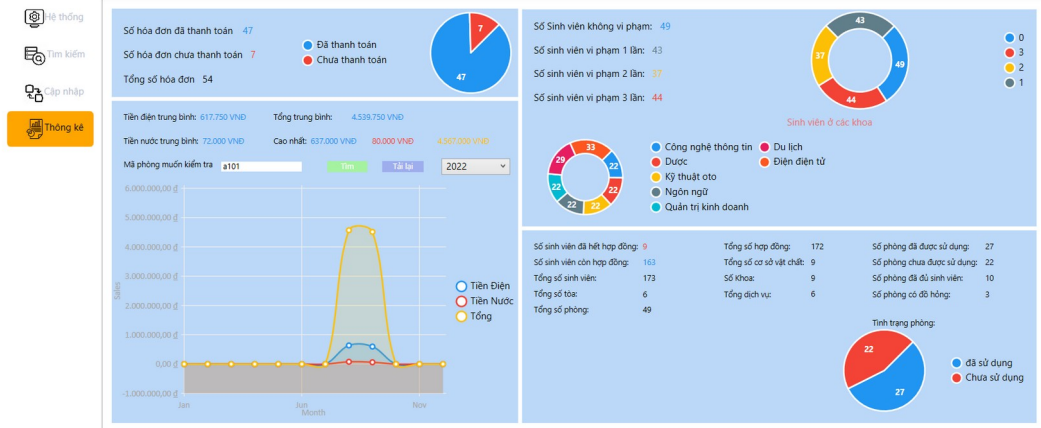 Hệ thống
Tìm kiếm
Cập nhập
Thông kê
Số hóa đơn đã thanh toán 47
Số hóa đơn chưa thanh toán 7
Tổng số hóa đơn 54
Đã thanh toán
Chưa thanh toán
7
47
Tiền điện trung bình: 617.750 VNĐ Tổng trung bình: 4.539.750 VNĐ
Tiền nước trung bình: 72.000 VNĐ Cao nhất: 637.000 VNĐ 80.000 VNĐ 4.567.000 VNĐ
Mã phòng muốn kiểm tra a101 Tìm Tải lại 2022
6.000.000,00 ₫
5.000.000,00 ₫
4.000.000,00 ₫
3.000.000,00 ₫
2.000.000,00 ₫
1.000.000,00 ₫
0,00 ₫
-1.000.000,00 ₫
Sales
Jan Jun Nov
Month
Tiền Điện
Tiền Nước
Tổng
Số Sinh viên không vi phạm: 49
Số sinh viên vi phạm 1 lần: 43
Số sinh viên vi phạm 2 lần: 37
Số sinh viên vi phạm 3 lần: 44
43
37
49
44
0
3
2
1
Sinh viên ở các khoa
33
29
22
22
22
22
22
Công nghệ thông tin
Dược
Kỹ thuật oto
Ngôn ngữ
Quản trị kinh doanh
Du lịch
Điện điện tử
Số sinh viên đã hết hợp đồng: 9 Tổng số hợp đồng: 172 Số phòng đã được sử dụng: 27
Số sinh viên còn hợp đồng: 163 Tổng số cơ sở vật chất: 9 Số phòng chưa được sử dụng: 22
Tổng số sinh viên: 173 Số Khoa: 9 Số phòng đã đủ sinh viên: 10
Tổng số tòa: 6 Tổng dịch vụ: 6 Số phòng có đồ hỏng: 3
Tổng số phòng: 49
Tình trạng phòng:
22
27
đã sử dụng
Chưa sử dụng